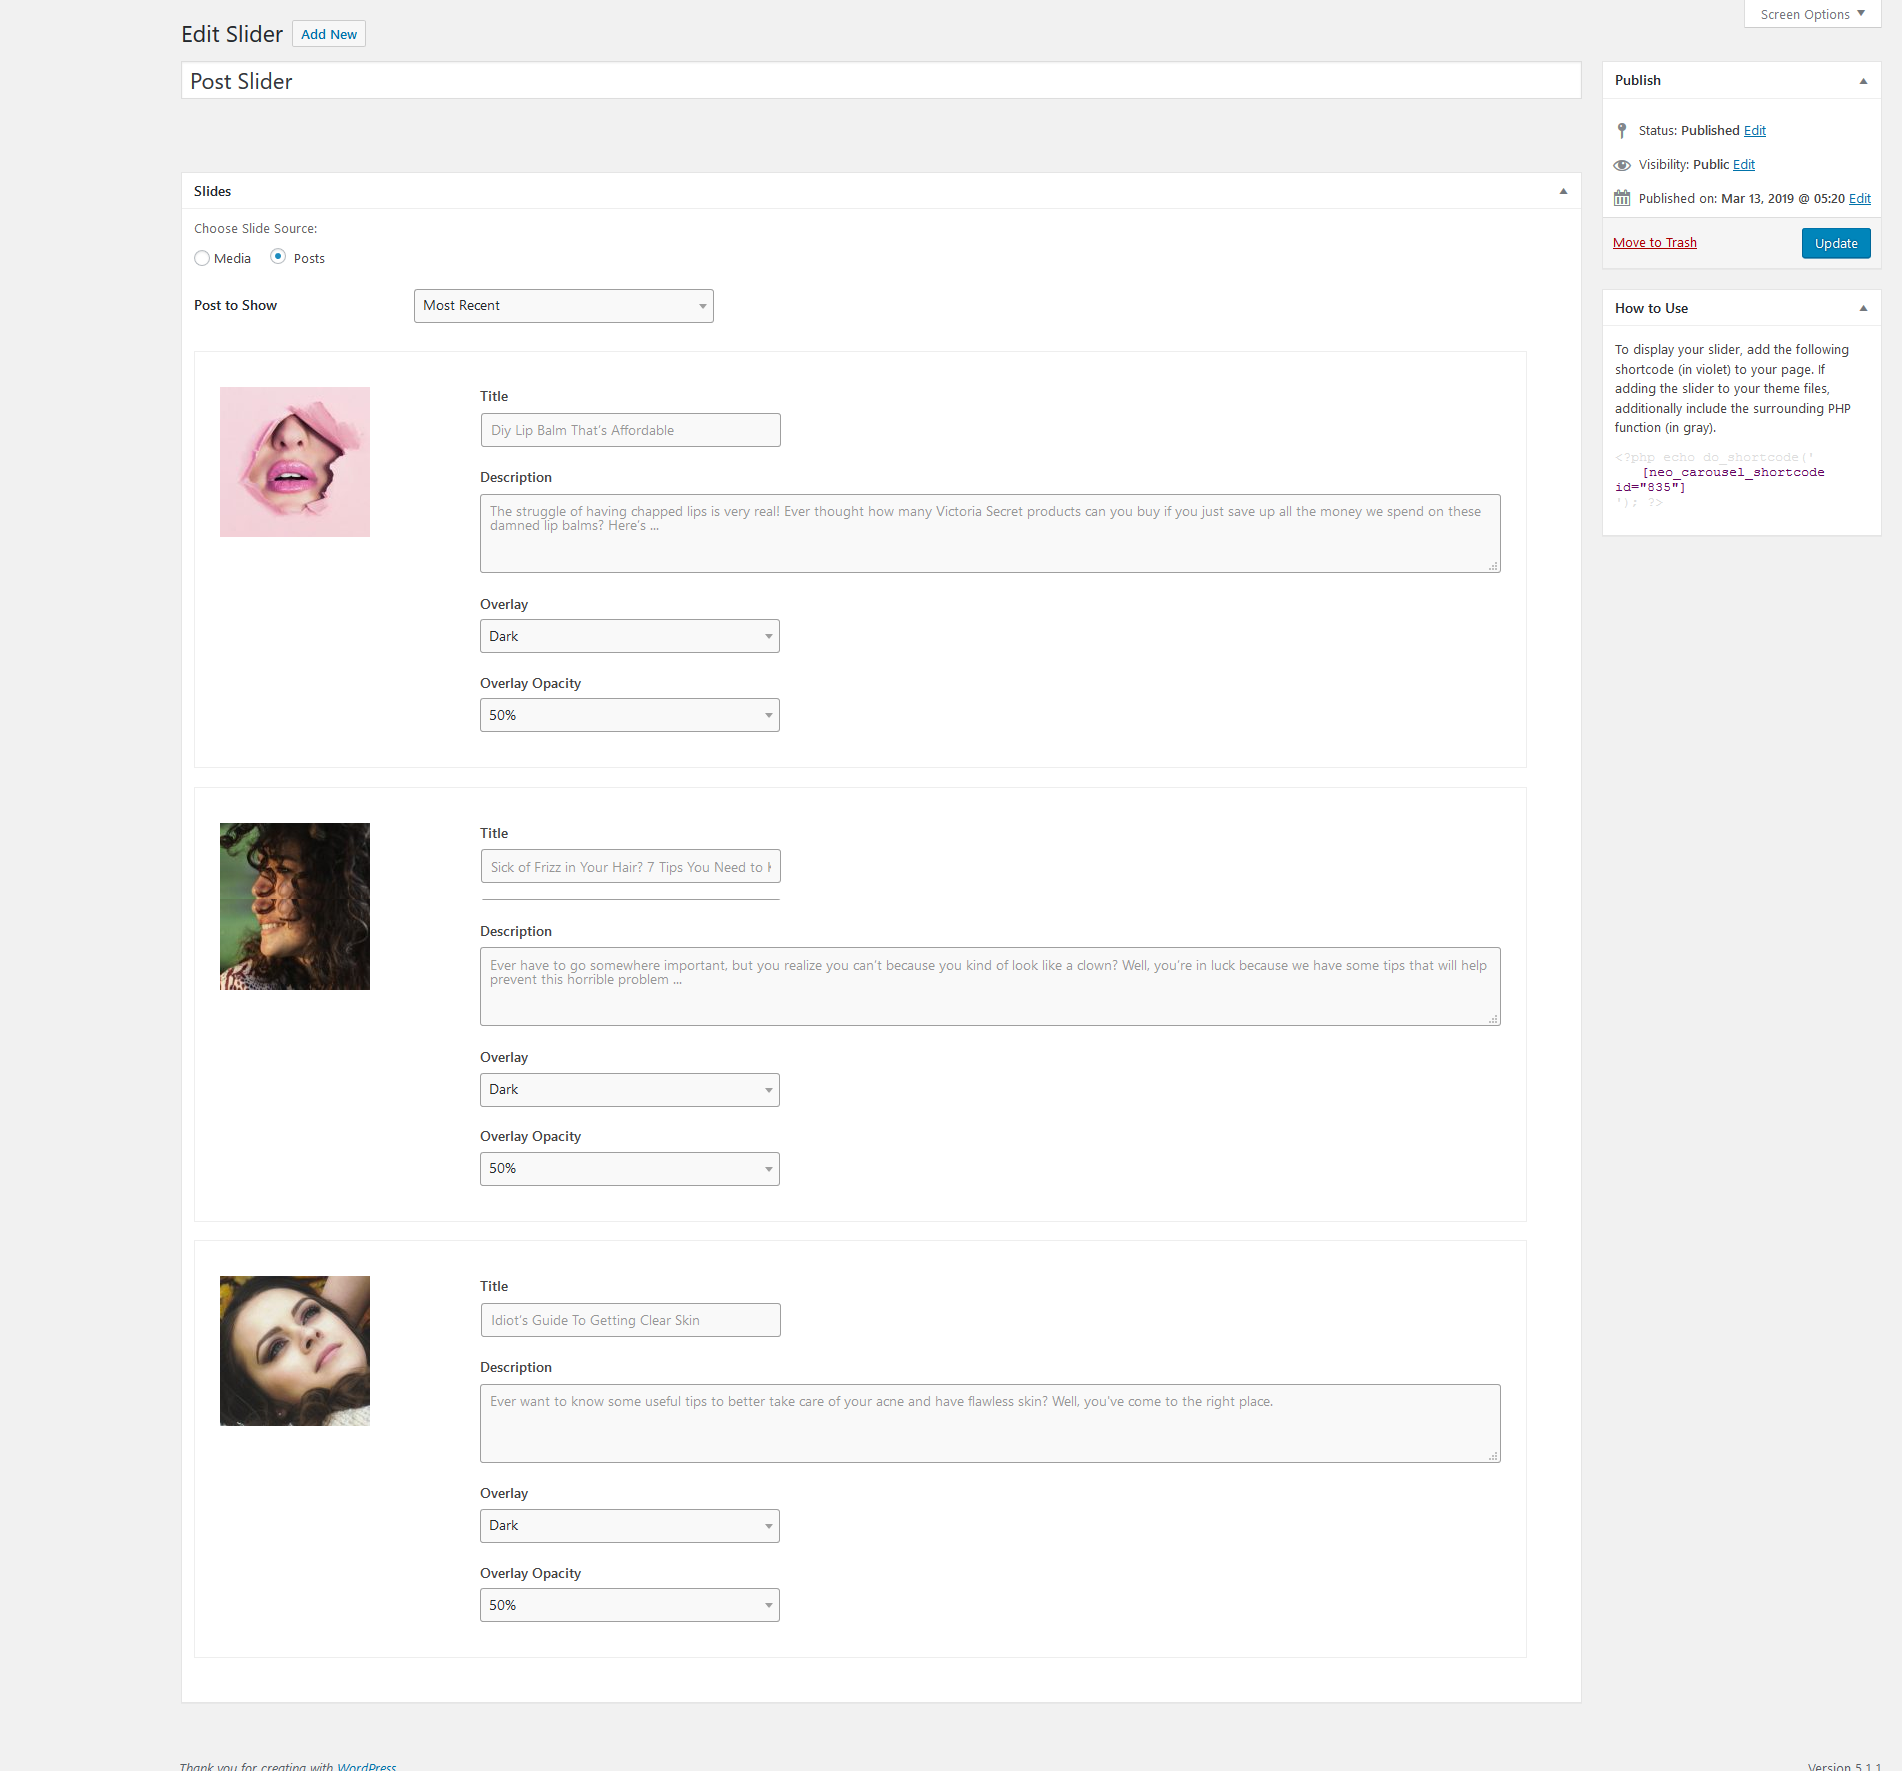 Screen Options
Edit Slider Add New
Post Slider
Slides
Choose Slide Source:
Media Posts
Post to Show Most Recent
Title
Diy Lip Balm That's Affordable
Description
The struggle of having chapped lips is very real! Ever thought how many Victoria Secret products can you buy if you just save up all the money we spend on these
damned lip balms? Here's ...
Overlay
Dark
Overlay Opacity
50%
Title
Sick of Frizz in Your Hair? 7 Tips You Need to
Description
Ever have to go somewhere important, but you realize you can't because you kind of look like a clown? Well, you're in luck because we have some tips that will help
prevent this horrible problem ...
Overlay
Dark
Overlay Opacity
50%
Title
Idiot's Guide To Getting Clear Skin
Description
Ever want to know some useful tips to better take care of your acne and have flawless skin? Well, you've come to the right place.
Overlay
Dark
Overlay Opacity
50%
Publish
Status: Published Edit
Visibility: Public Edit
Published on: Mar 13, 2019 @ 05:20 Edit
Move to Trash Update
How to Use
To display your slider, add the following
shortcode (in violet) to your page. If
adding the slider to your theme files,
additionally include the surrounding PHP
function (in gray).
<?php echo do_shortcode('
[neo_carousel_shortcode
id="835"]
'); ?>
Thank you for creating with WordPress
Version 5.1.1